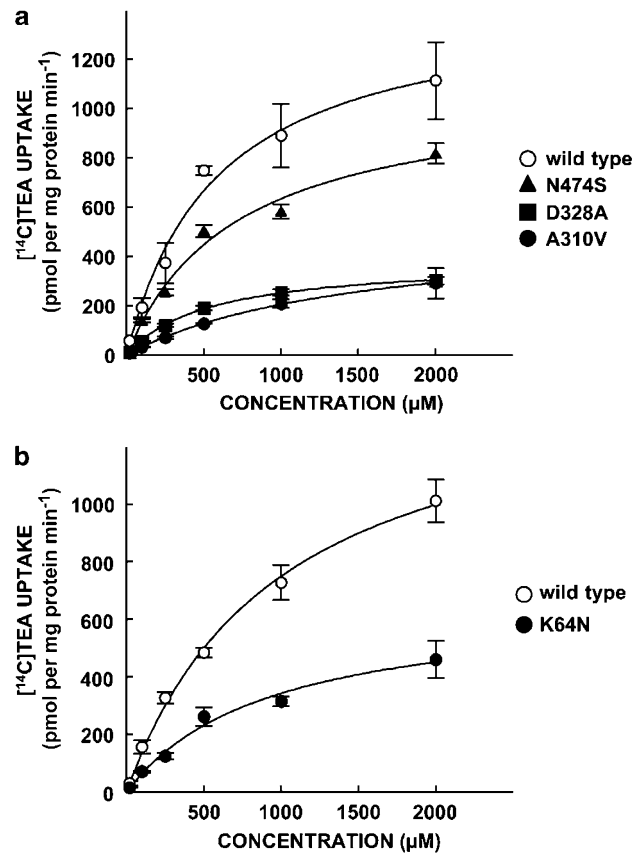 a
[¹⁴C]TEA UPTAKE
(pmol per mg protein min⁻¹)
1200
1000
800
600
400
200
0
500
1000
1500
2000
CONCENTRATION (µM)
wild type
N474S
D328A
A310V
b
[¹⁴C]TEA UPTAKE
(pmol per mg protein min⁻¹)
1000
800
600
400
200
0
500
1000
1500
2000
CONCENTRATION (µM)
wild type
K64N